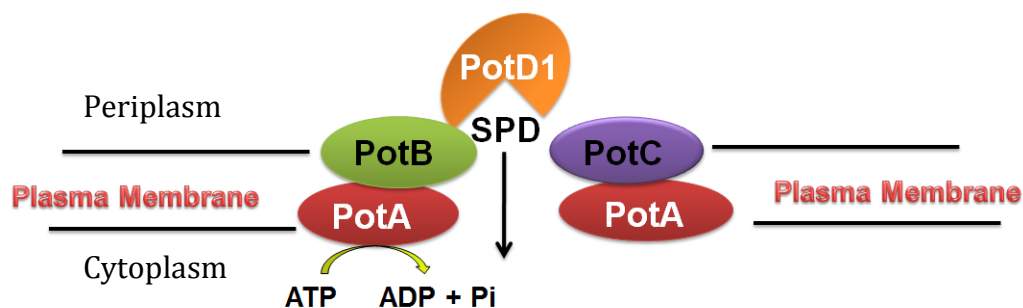 PotD1
Periplasm
SPD
PotB
PotC
Plasma Membrane
Plasma Membrane
PotA
PotA
Cytoplasm
ATP
ADP + Pi